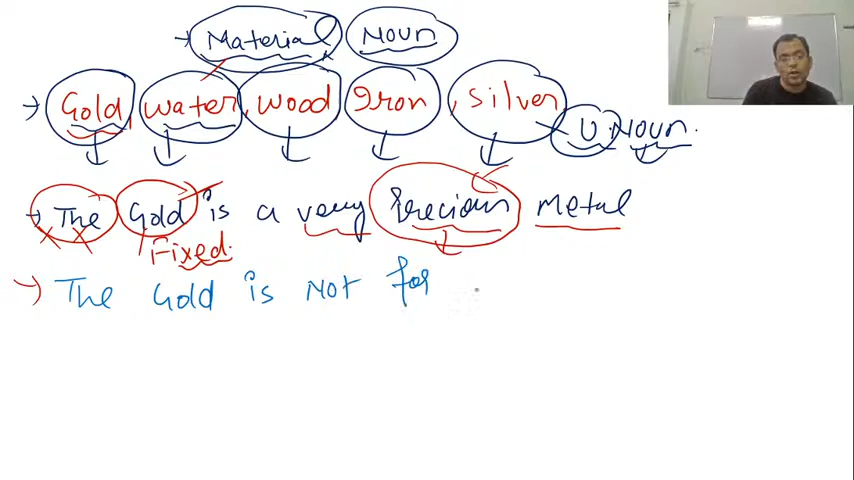 → Material Noun
→ Gold, water, wood, Iron, Silver
U. Noun.
→ The Gold is a very Precious metal
Fixed.
→ The Gold is Not for